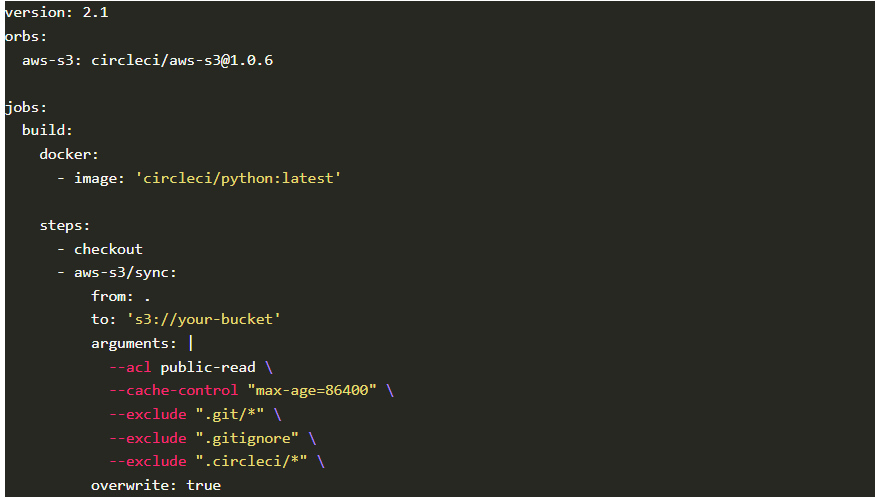 version: 2.1
orbs:
  aws-s3: circleci/aws-s3@1.0.6

jobs:
  build:
    docker:
      - image: 'circleci/python:latest'

    steps:
      - checkout
      - aws-s3/sync:
          from: .
          to: 's3://your-bucket'
          arguments: |
            --acl public-read \
            --cache-control "max-age=86400" \
            --exclude ".git/*" \
            --exclude ".gitignore" \
            --exclude ".circleci/*" \
          overwrite: true